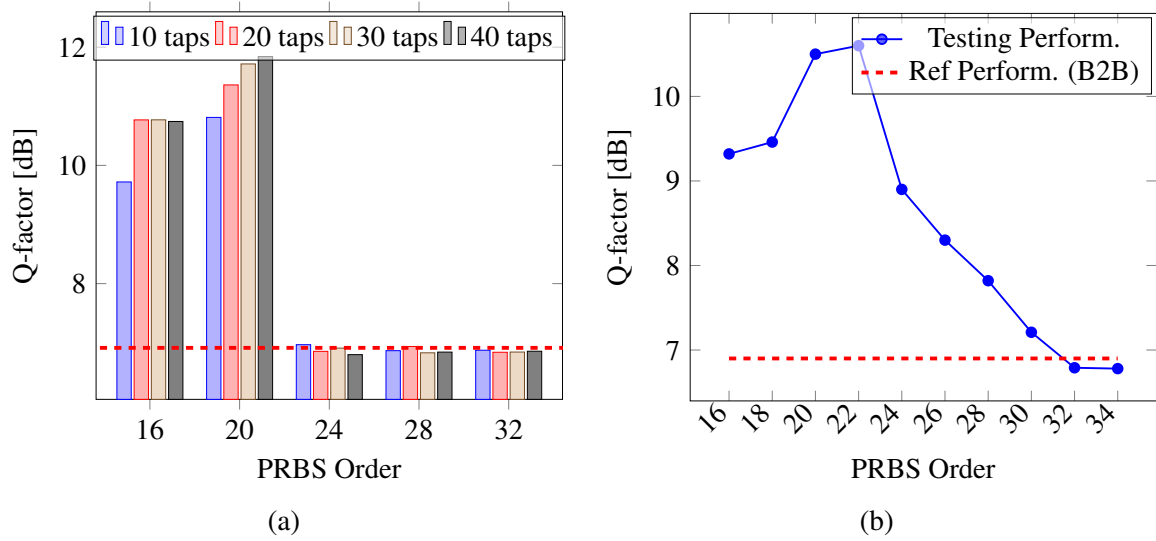 10 taps 20 taps 30 taps 40 taps
12
10
8
Q-factor [dB]
16 20 24 28 32
PRBS Order
(a)
Testing Perform.
Ref Perform. (B2B)
10
9
8
7
Q-factor [dB]
16 18 20 22 24 26 28 30 32 34
PRBS Order
(b)